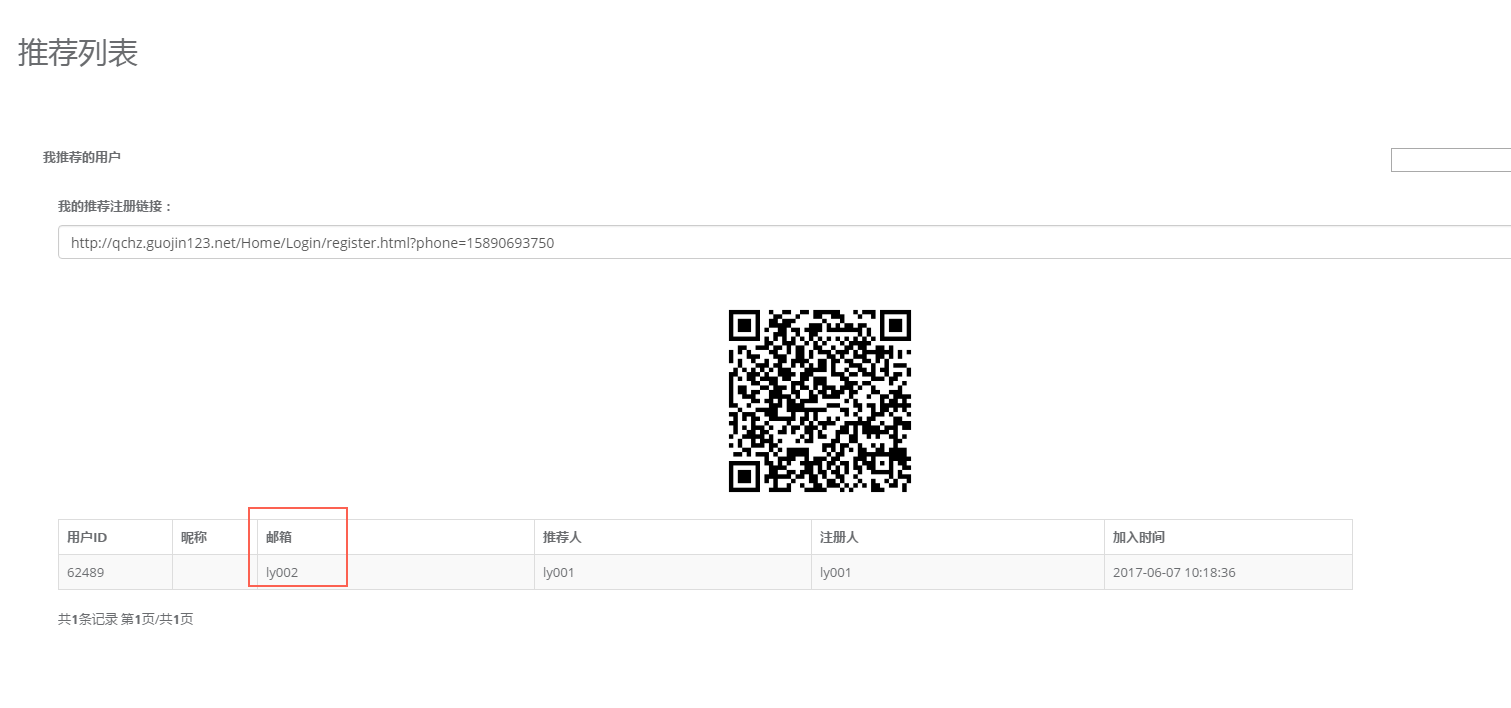 推荐列表
我推荐的用户
我的推荐注册链接：
http://qchz.guojin123.net/Home/Login/register.html?phone=15890693750
用户ID 昵称 邮箱 推荐人 注册人 加入时间
62489 ly002 ly001 ly001 2017-06-07 10:18:36
共1条记录 第1页/共1页